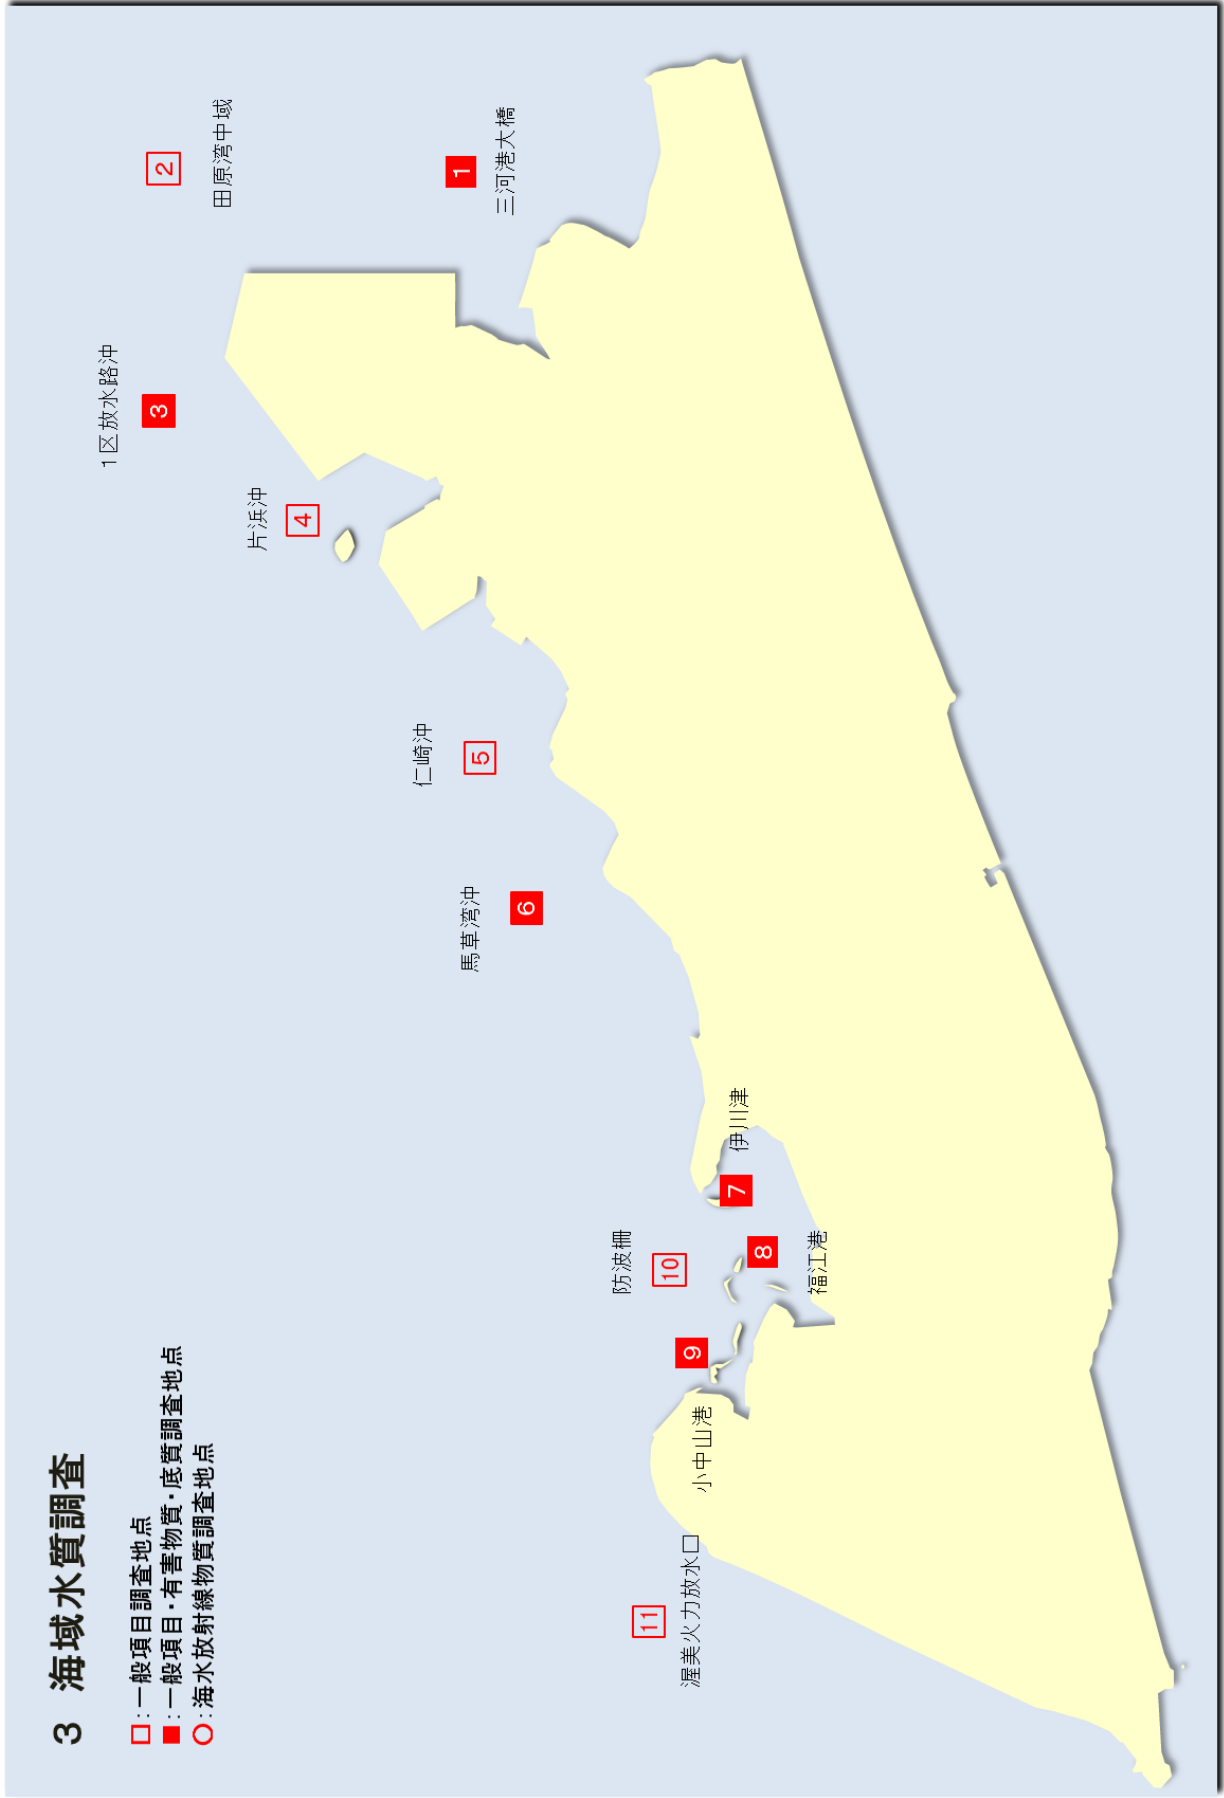 3 海域水質調査
□：一般項目調査地点
■：一般項目・有害物質・底質調査地点
○：海水放射線物質調査地点
1区放水路沖
3
2
田原湾中域
片浜沖
4
1
三河港大橋
仁崎沖
5
馬草湾沖
6
防波柵
10
11
渥美火力放水口
9
小中山港
7
伊川津
8
福江港